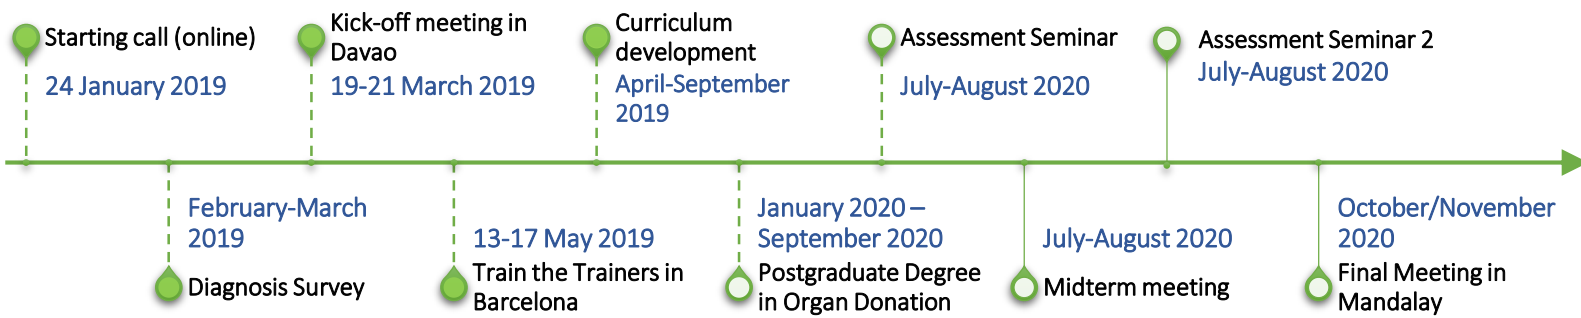 Starting call (online)
24 January 2019
Kick-off meeting in
Davao
19-21 March 2019
Curriculum
development
April-September
2019
Assessment Seminar
July-August 2020
Assessment Seminar 2
July-August 2020
February-March
2019
Diagnosis Survey
13-17 May 2019
Train the Trainers in
Barcelona
January 2020 –
September 2020
Postgraduate Degree
in Organ Donation
July-August 2020
Midterm meeting
October/November
2020
Final Meeting in
Mandalay